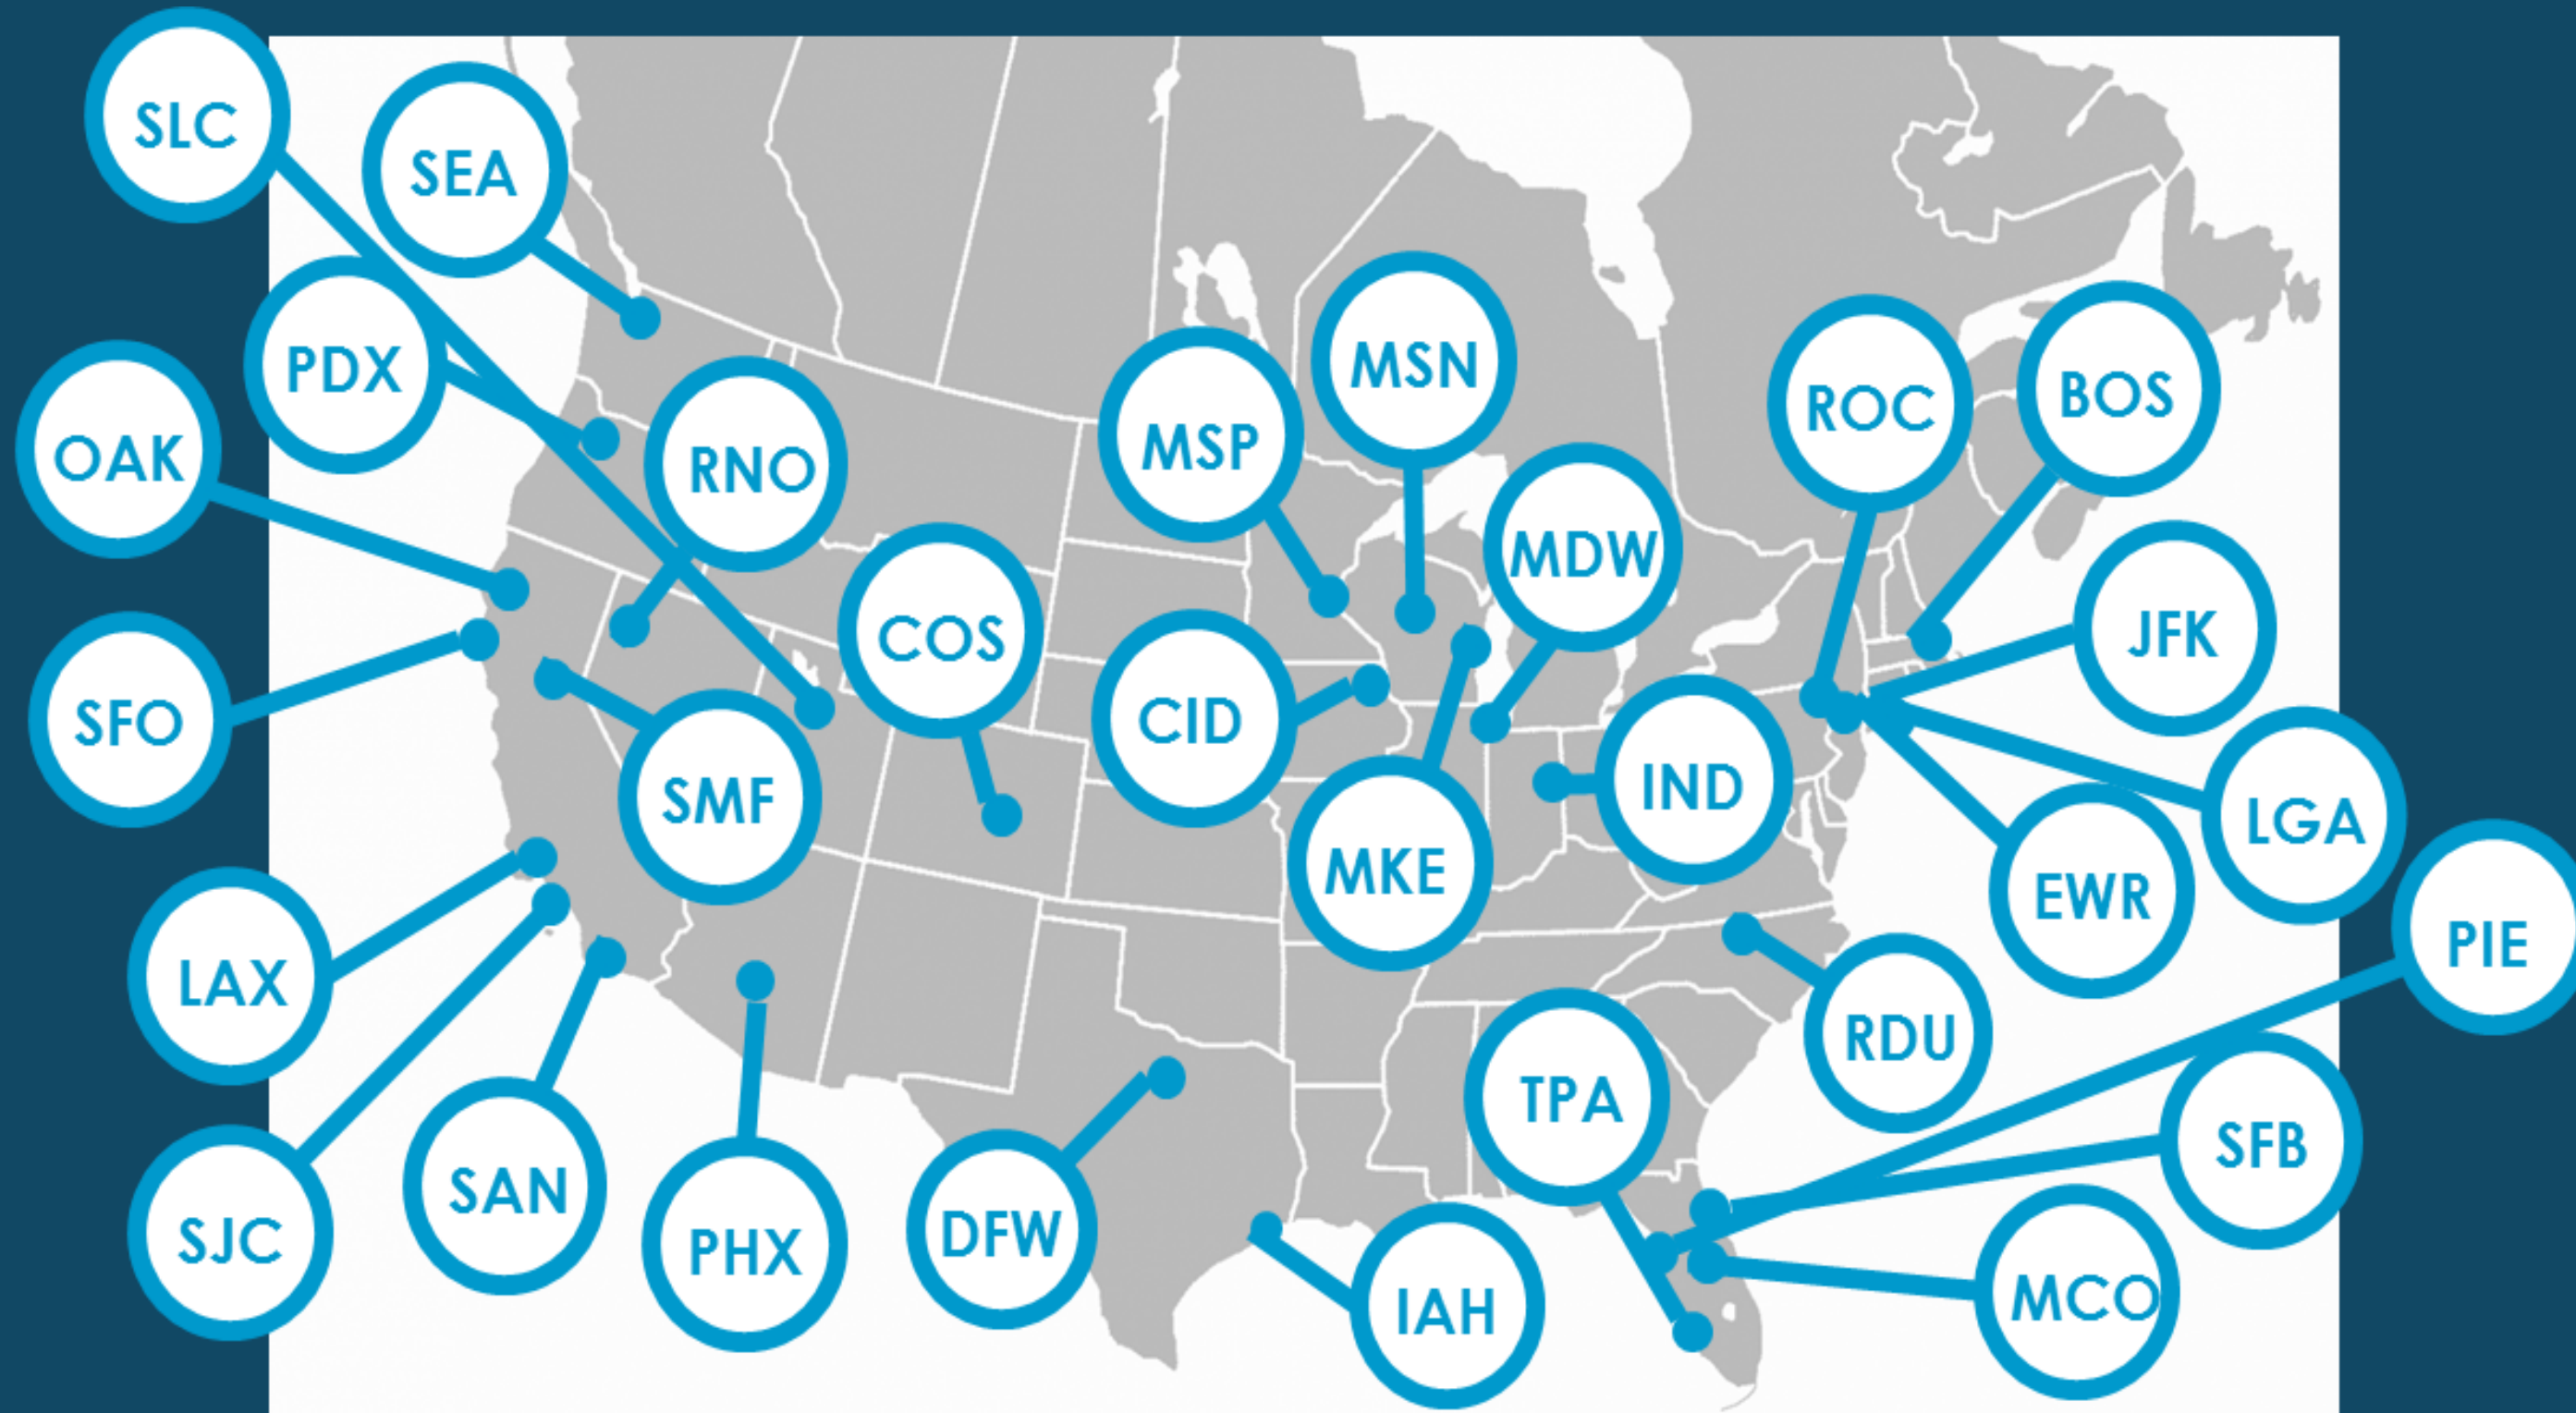 SLC
SEA
PDX
OAK
RNO
MSP
MSN
ROC
BOS
MDW
COS
CID
JFK
SFO
SMF
IND
MKE
LGA
EWR
PIE
LAX
RDU
TPA
SFB
SJC
SAN
PHX
DFW
IAH
MCO